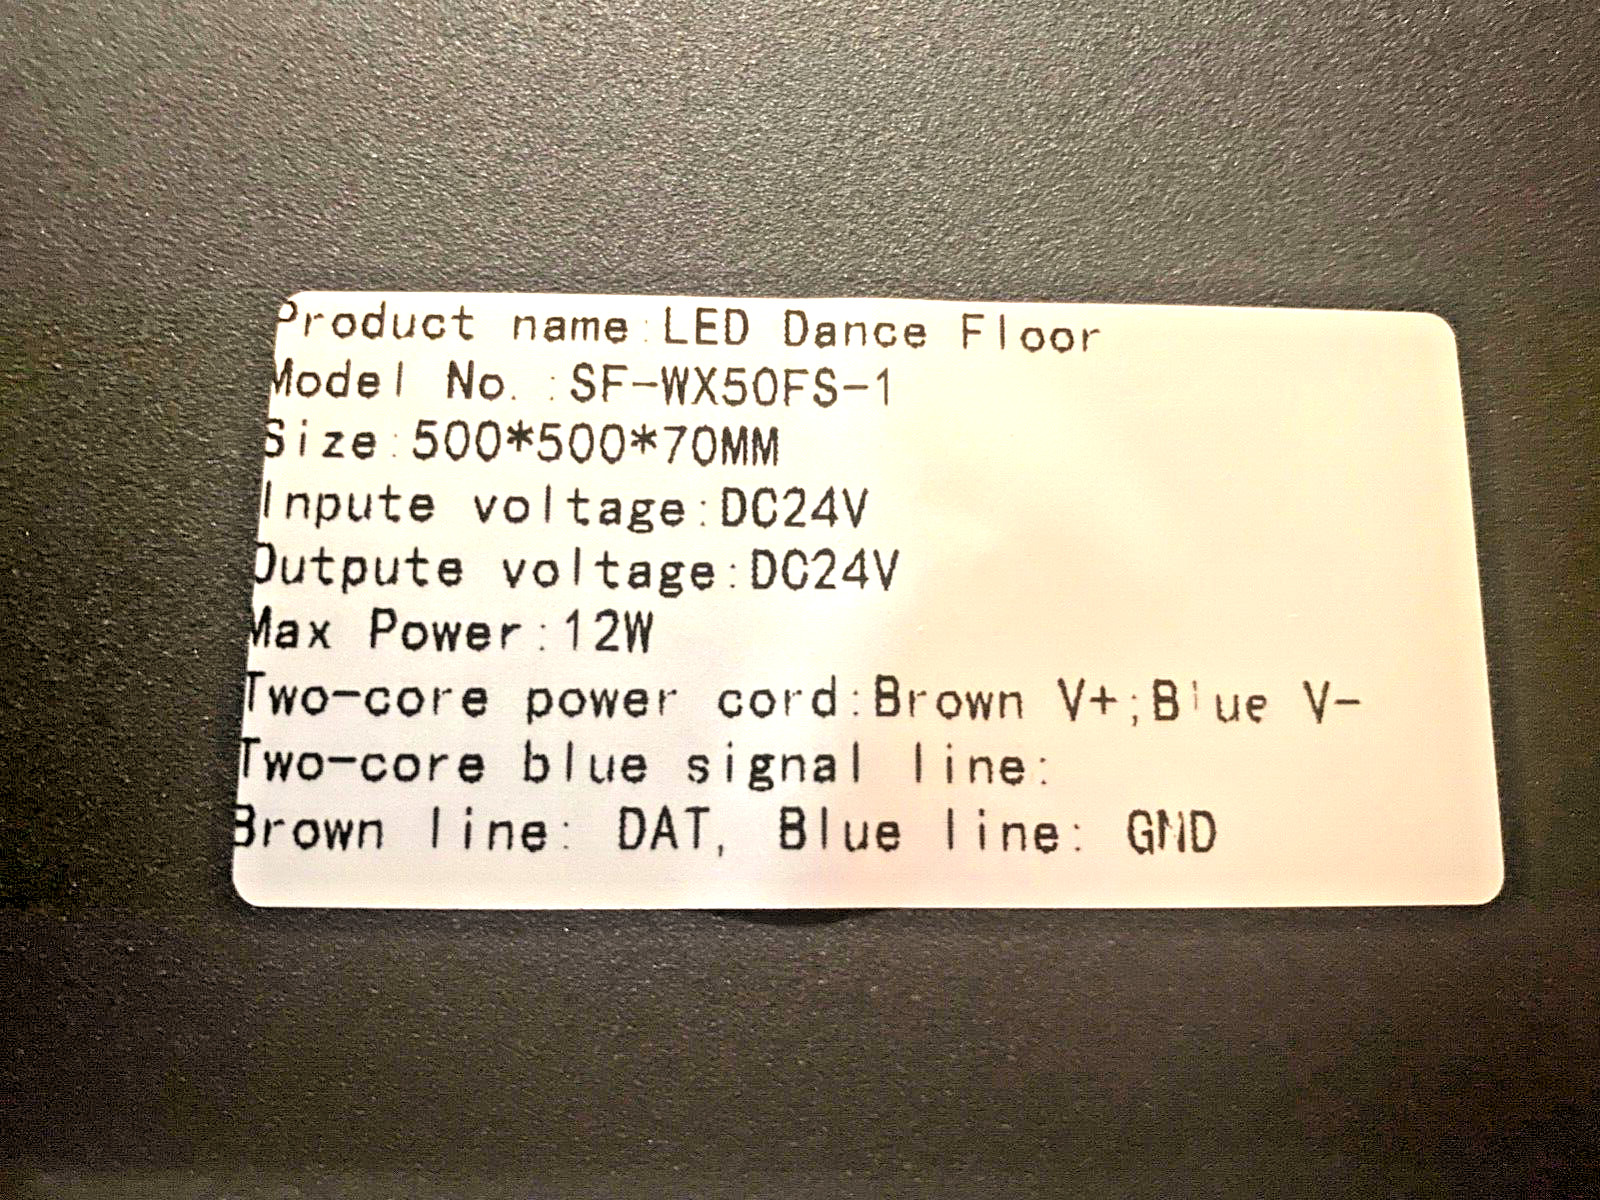 Product name:LED Dance Floor
Model No.:SF-WX50FS-1
Size:500*500*70MM
Inpute voltage:DC24V
Outpute voltage:DC24V
Max Power:12W
Two-core power cord:Brown V+;Blue V-
Two-core blue signal line:
Brown line: DAT, Blue line: GND